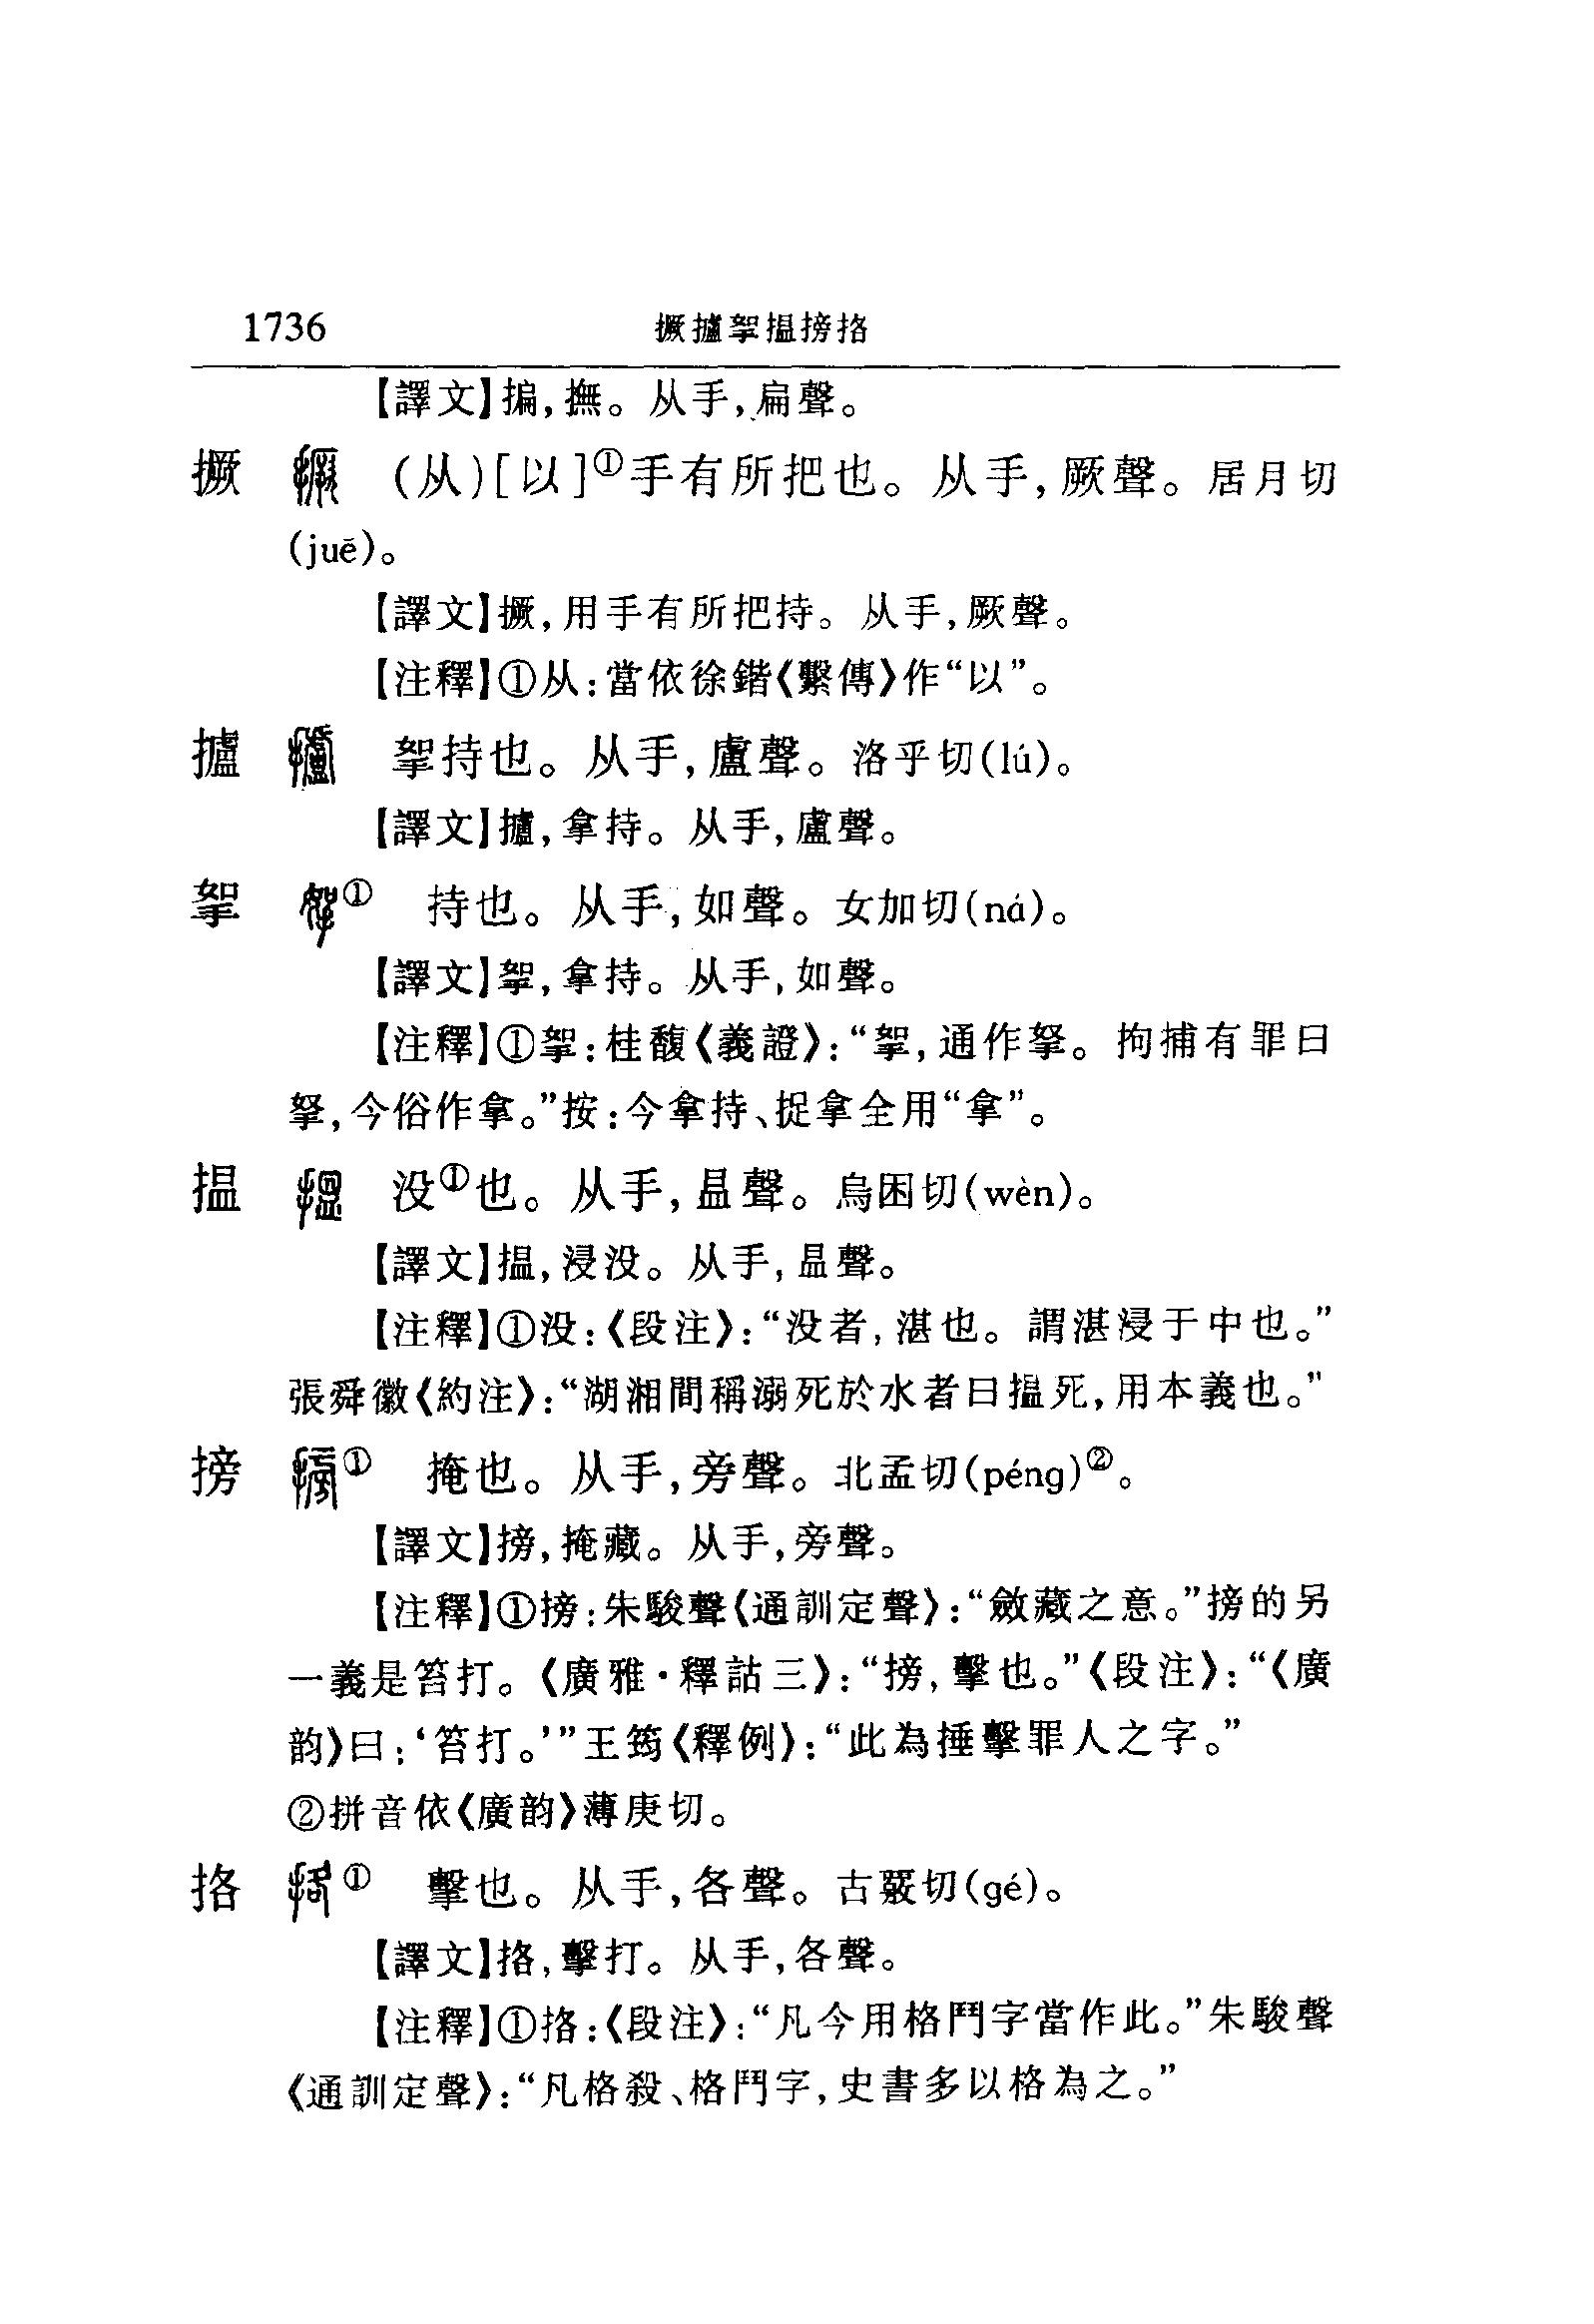 1736 撅攎挐揾搒挌
【譯文】揙,撫。从手,扁聲。
撅 (从)[以]①手有所把也。从手,厥聲。居月切
(juē)。
【譯文】撅,用手有所把持。从手,厥聲。
【注釋】①从:當依徐鍇《繫傳》作“以”。
攎 挐持也。从手,盧聲。洛乎切(lú)。
【譯文】攎,拿持。从手,盧聲。
挐 ① 持也。从手,如聲。女加切(ná)。
【譯文】挐,拿持。从手,如聲。
【注釋】①挐:桂馥《義證》:“挐,通作拏。拘捕有罪曰
拏,今俗作拿。”按:今拿持、捉拿全用“拿”。
揾 没①也。从手,昷聲。烏困切(wèn)。
【譯文】揾,浸没。从手,昷聲。
【注釋】①没:《段注》:“没者,湛也。謂湛浸于中也。”
張舜徽《約注》:“湖湘間稱溺死於水者曰揾死,用本義也。”
搒 ① 掩也。从手,旁聲。北孟切(péng)②。
【譯文】搒,掩藏。从手,旁聲。
【注釋】①搒:朱駿聲《通訓定聲》:“斂藏之意。”搒的另
一義是笞打。《廣雅·釋詁三》:“搒,擊也。”《段注》:“《廣
韵》曰:‘笞打。’”王筠《釋例》:“此為捶擊罪人之字。”
②拼音依《廣韵》薄庚切。
挌 ① 擊也。从手,各聲。古覈切(gé)。
【譯文】挌,擊打。从手,各聲。
【注釋】①挌:《段注》:“凡今用格鬥字當作此。”朱駿聲
《通訓定聲》:“凡格殺、格鬥字,史書多以格為之。”